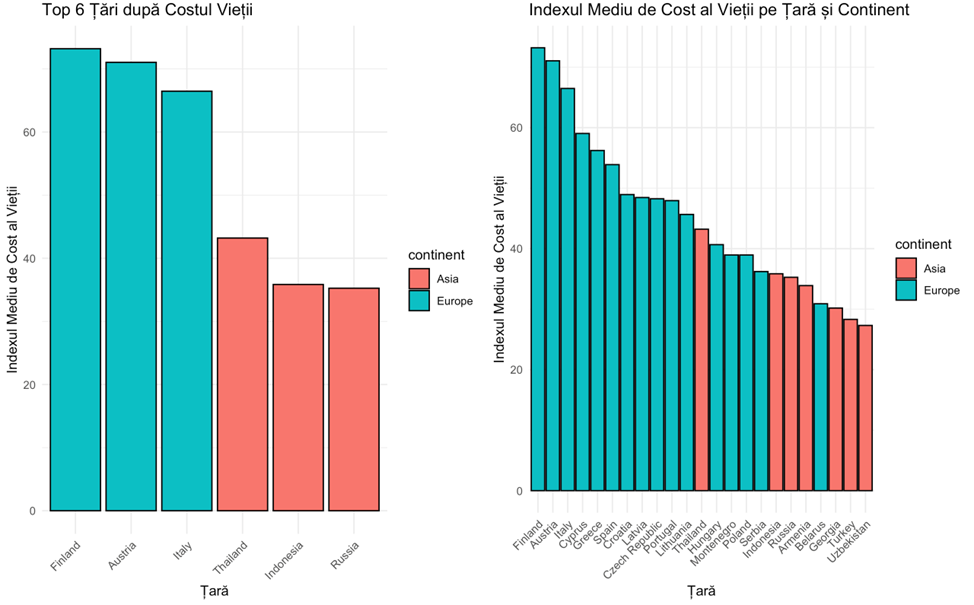 Top 6 Țări după Costul Vieții
Indexul Mediu de Cost al Vieții
60
40
20
0
Finland
Austria
Italy
Thailand
Indonesia
Russia
Țară
continent
Asia
Europe
Indexul Mediu de Cost al Vieții pe Țară și Continent
Indexul Mediu de Cost al Vieții
60
40
20
0
Finland
Austria
Italy
Cyprus
Greece
Spain
Croatia
Latvia
Czech Republic
Portugal
Lithuania
Thailand
Hungary
Montenegro
Poland
Serbia
Indonesia
Russia
Armenia
Belarus
Georgia
Turkey
Uzbekistan
Țară
continent
Asia
Europe